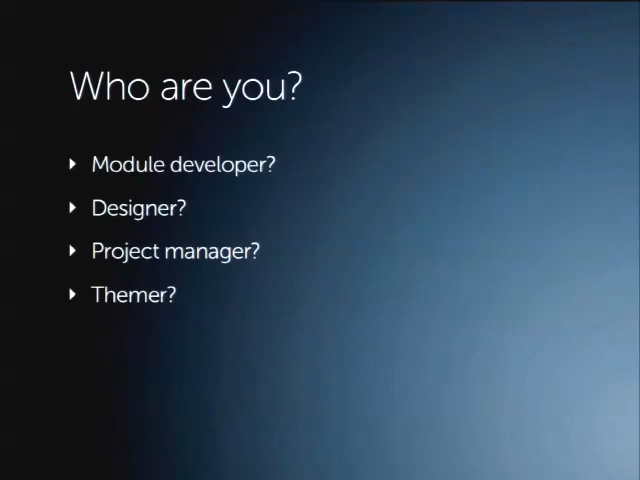 Who are you?
Module developer?
Designer?
Project manager?
Themer?